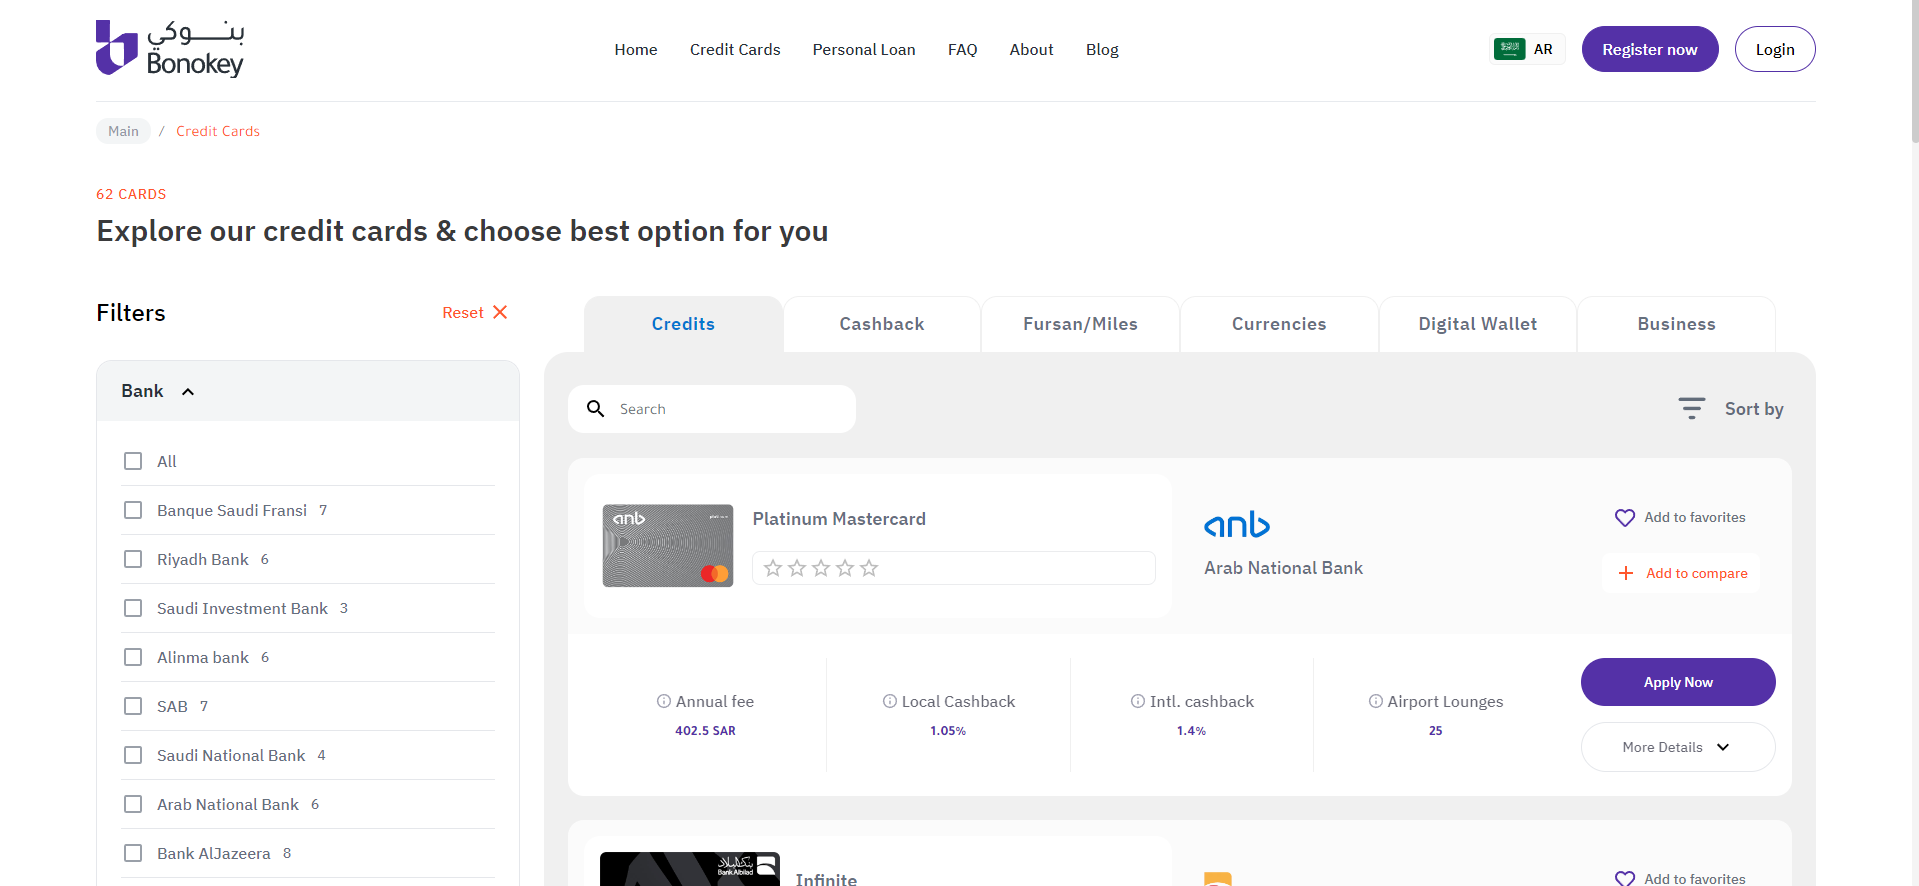 بنوكي
Bonokey
Home
Credit Cards
Personal Loan
FAQ
About
Blog
AR
Register now
Login
Main / Credit Cards
62 CARDS
Explore our credit cards & choose best option for you
Filters
Reset
Bank
All
Banque Saudi Fransi 7
Riyadh Bank 6
Saudi Investment Bank 3
Alinma bank 6
SAB 7
Saudi National Bank 4
Arab National Bank 6
Bank AlJazeera 8
Credits
Cashback
Fursan/Miles
Currencies
Digital Wallet
Business
Search
Sort by
anb
Platinum Mastercard
anb
Arab National Bank
Add to favorites
Add to compare
Annual fee
402.5 SAR
Local Cashback
1.05%
Intl. cashback
1.4%
Airport Lounges
25
Apply Now
More Details
بنك البلاد
Bank Albilad
Infinite
Add to favorites